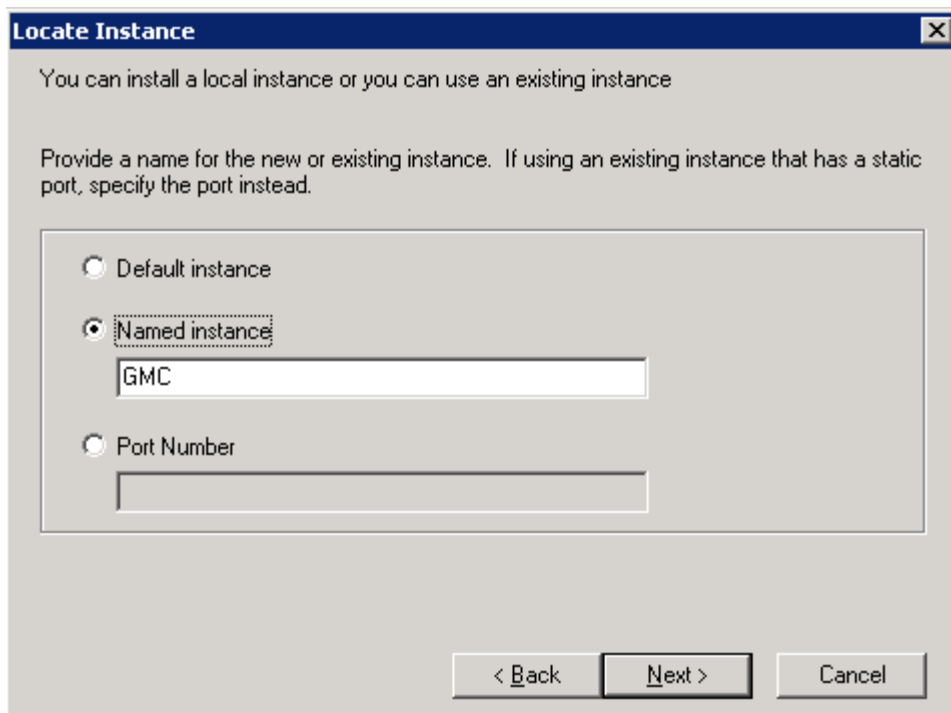 Locate Instance
You can install a local instance or you can use an existing instance
Provide a name for the new or existing instance.  If using an existing instance that has a static
port, specify the port instead.
Default instance
Named instance
GMC
Port Number
< Back
Next >
Cancel